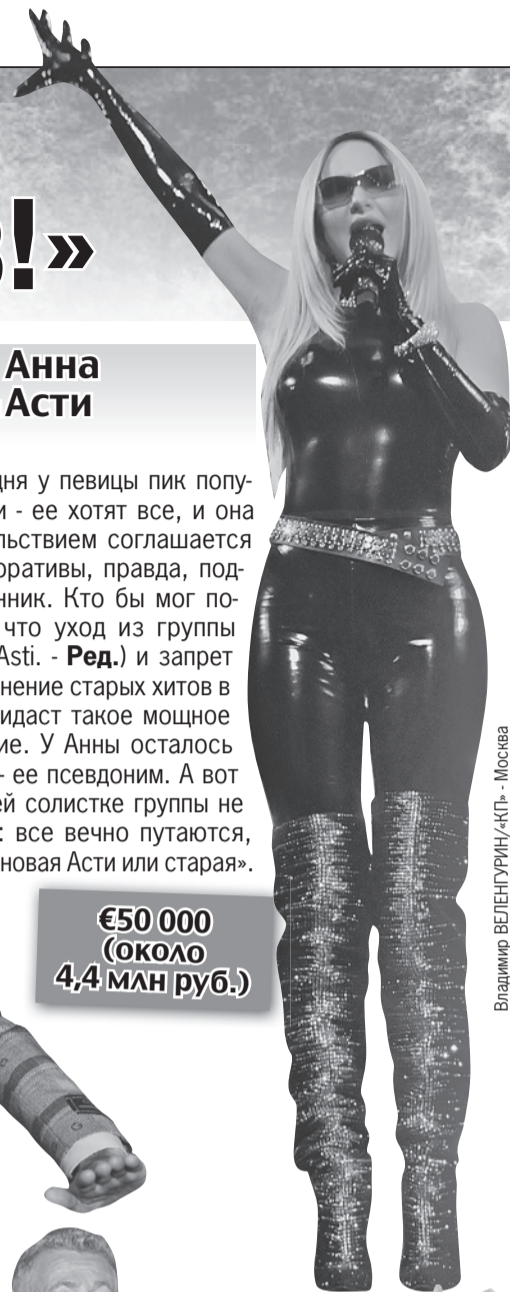 !»
Анна
Асти
дня у певицы пик попу-
и - ее хотят все, и она
льствием соглашается
оративы, правда, под-
нник. Кто бы мог по-
что уход из группы
Asti. - Ред.) и запрет
нение старых хитов в
идаст такое мощное
ие. У Анны осталось
- ее псевдоним. А вот
ей солистке группы не
: все вечно путаются,
новая Асти или старая».
€50 000
(около
4,4 млн руб.)
Владимир ВЕЛЕНГУРИН/«КП» - Москва